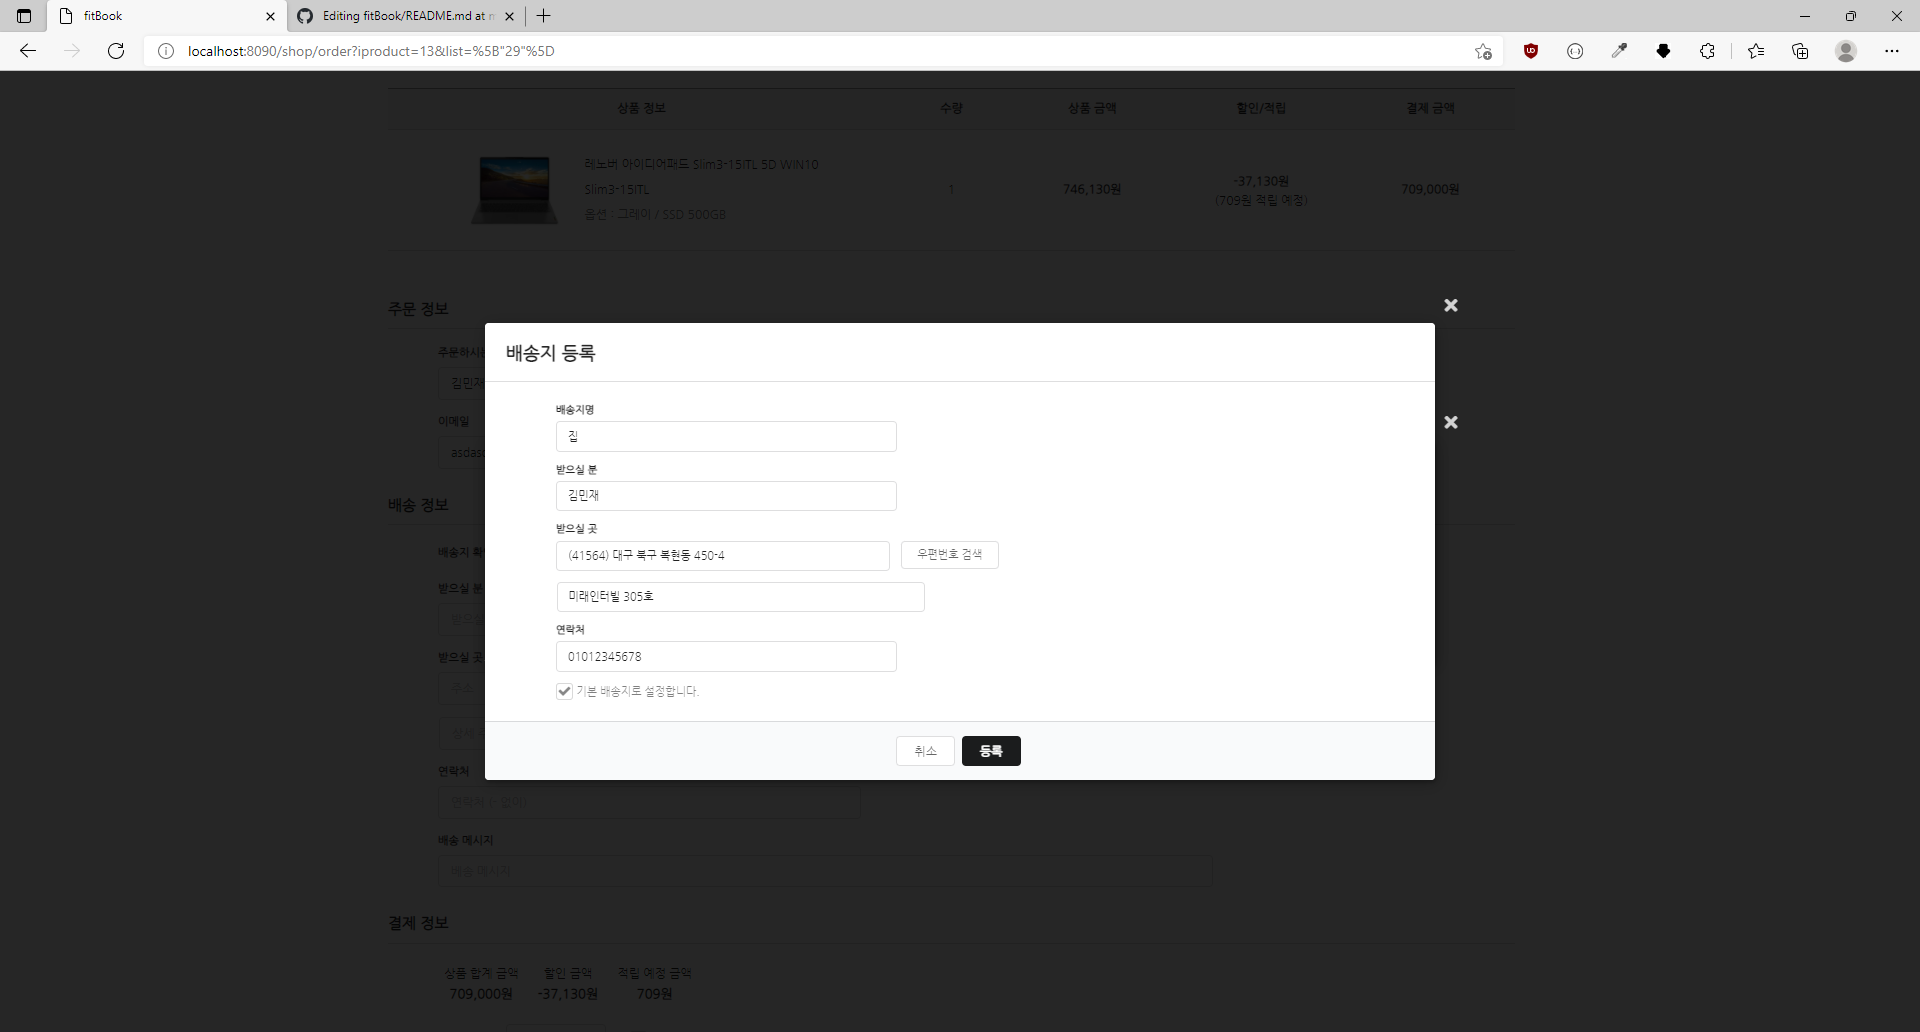 fitBook
Editing fitBook/README.md at
localhost:8090/shop/order?iproduct=13&list=%5B"29"%5D
상품 정보
수량
상품 금액
할인/적립
결제 금액
레노버 아이디어패드 Slim3-15ITL 5D WIN10
Slim3-15ITL
옵션 : 그레이 / SSD 500GB
1
746,130원
-37,130원
(709원 적립 예정)
709,000원
주문 정보
주문하시는
김민재
이메일
배송 정보
배송지 확
받으실 분
받으실 곳
주소
상세
연락처
연락처 (- 없이)
배송 메시지
배송 메시지
결제 정보
상품 합계 금액
할인 금액
적립 예정 금액
709,000원
-37,130원
709원
배송지 등록
배송지명
집
받으실 분
김민재
받으실 곳
(41564) 대구 북구 복현동 450-4
우편번호 검색
미래인터빌 305호
연락처
01012345678
기본 배송지로 설정합니다.
취소
등록